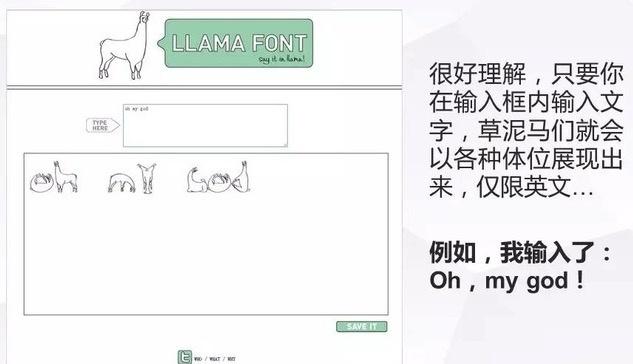 LLAMA FONT
say it in llama!
TYPE
HERE
oh my god
SAVE IT
WHO / WHAT / WHY
很好理解，只要你
在输入框内输入文
字，草泥马们就会
以各种体位展现出
来，仅限英文...
例如，我输入了：
Oh，my god！